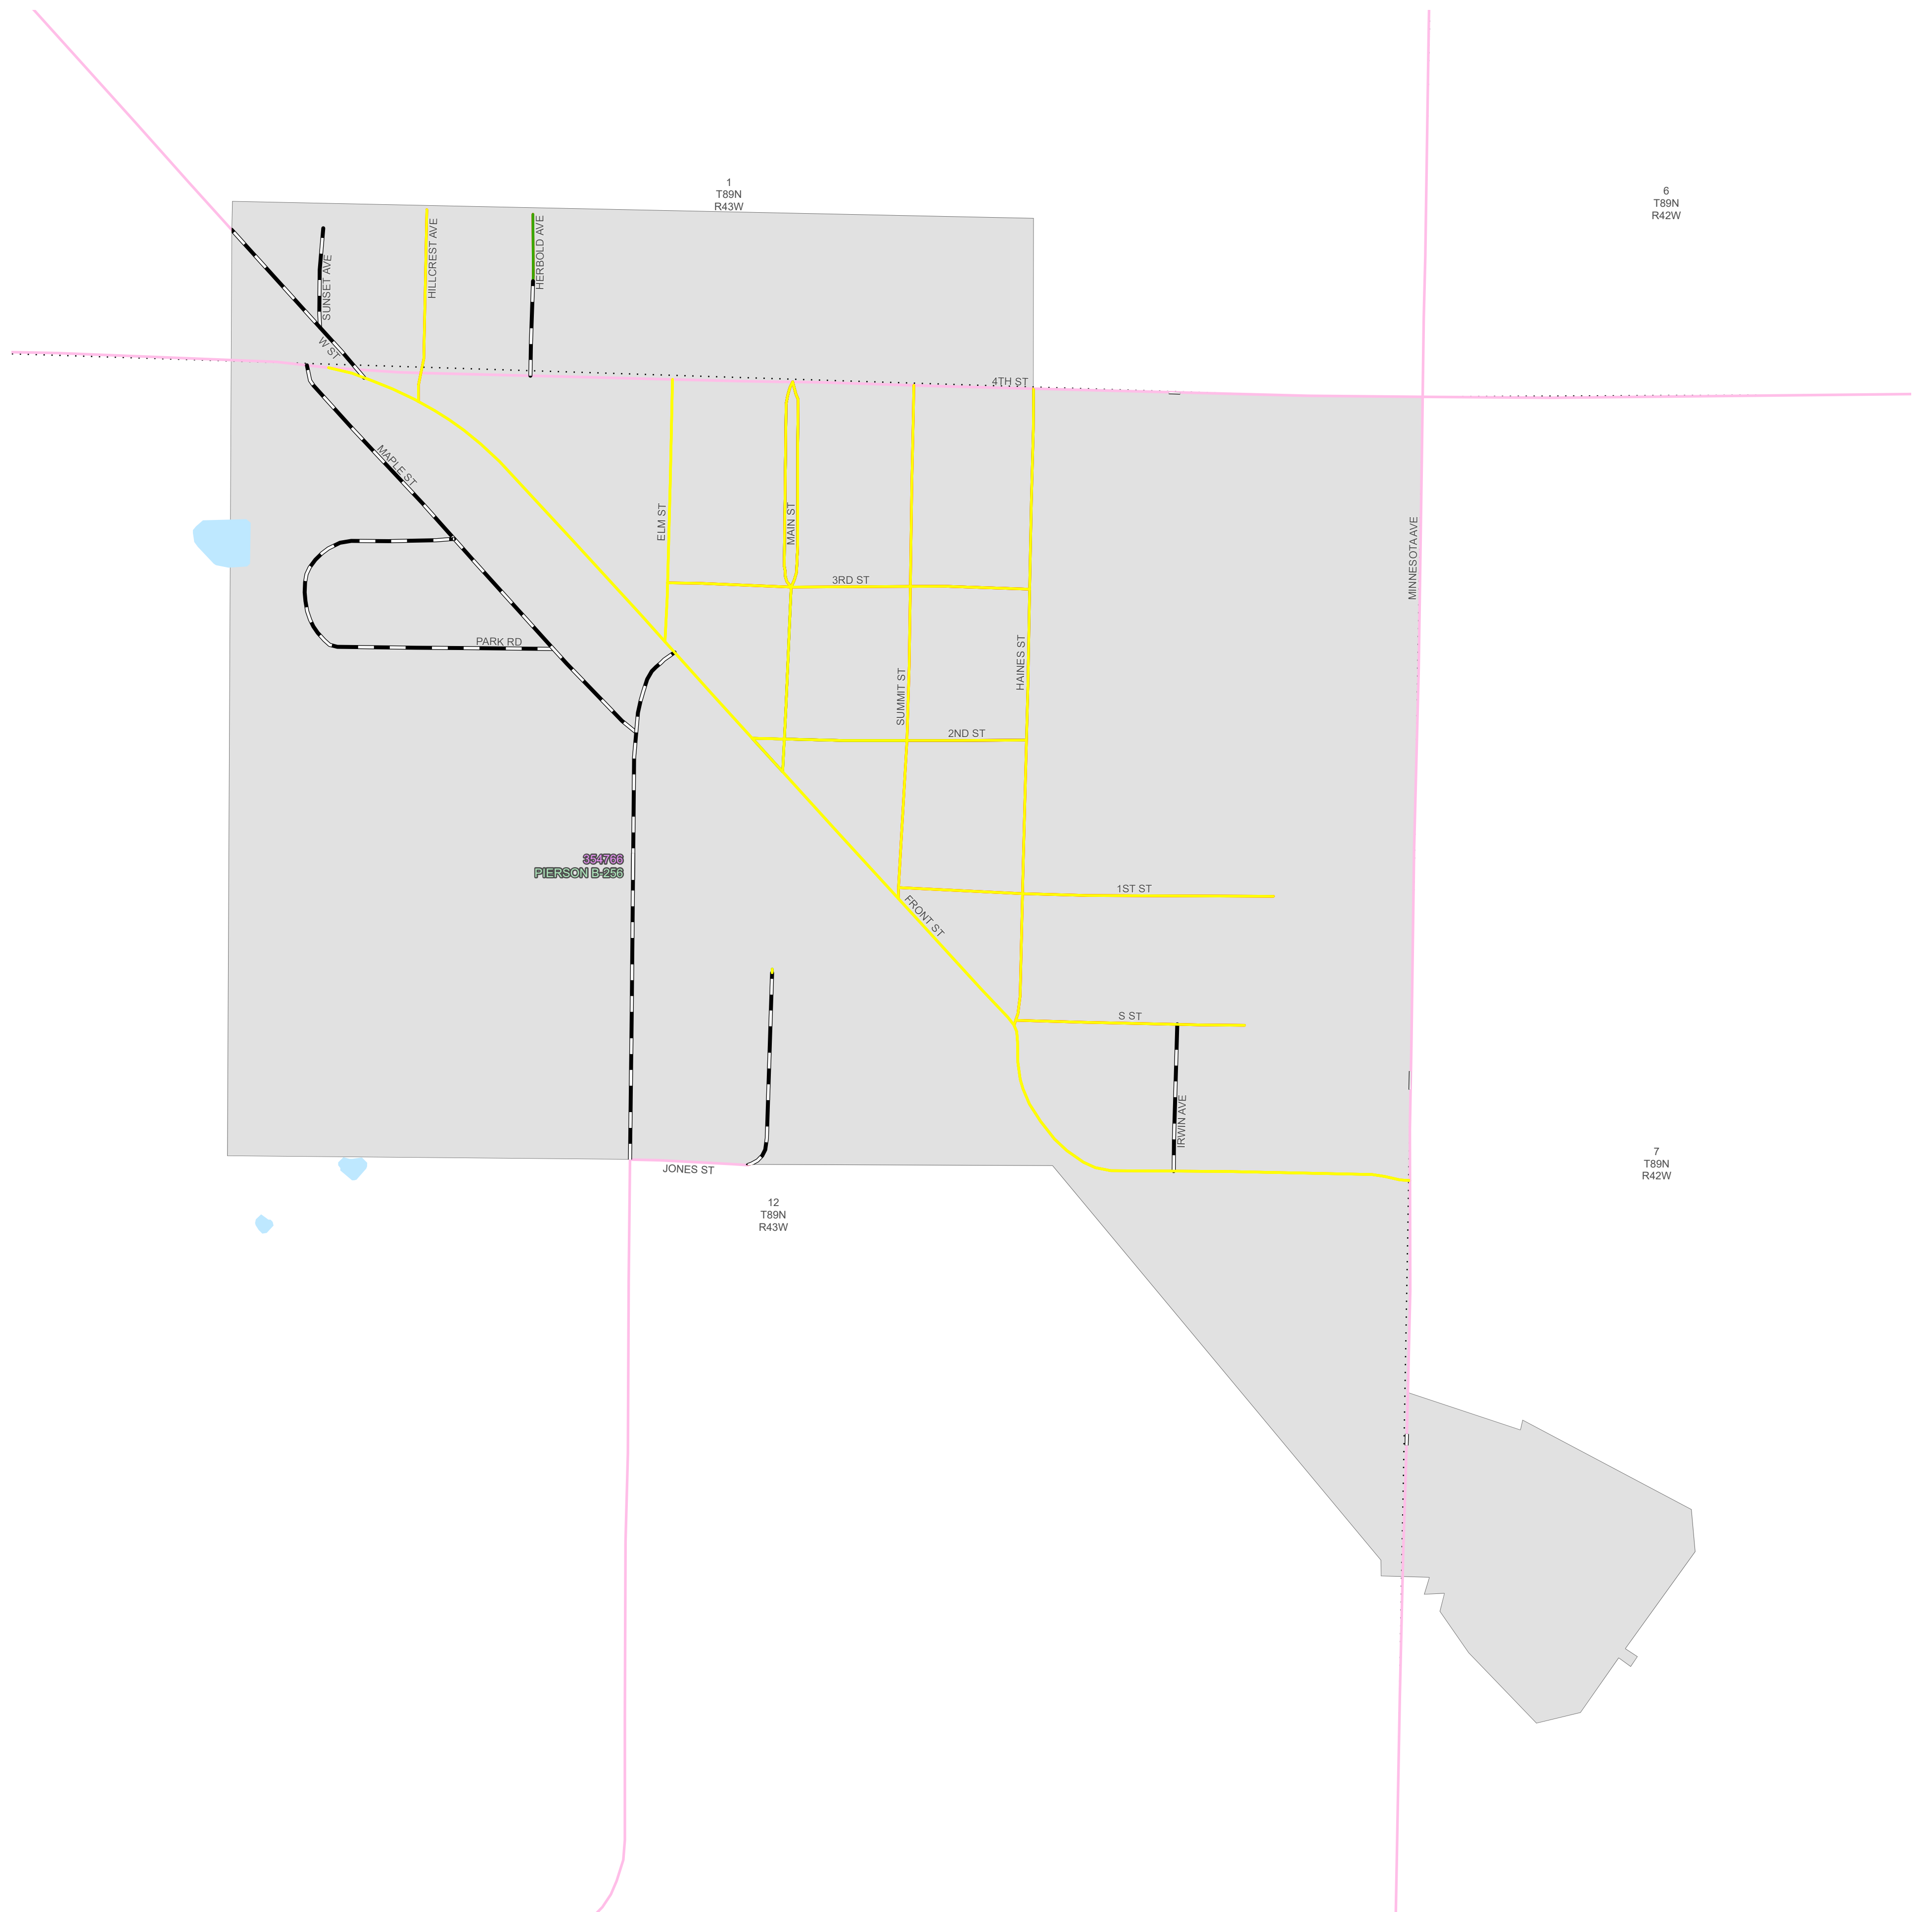 1
T89N
R43W
6
T89N
R42W
HILLCREST AVE
HERBOLD AVE
SUNSET AVE
W ST
4TH ST
MAPLE ST
ELM ST
MAIN ST
MINNESOTA AVE
3RD ST
PARK RD
HAINES ST
SUMMIT ST
2ND ST
354766
PIERSON B-256
1ST ST
FRONT ST
S ST
IRWIN AVE
JONES ST
7
T89N
R42W
12
T89N
R43W